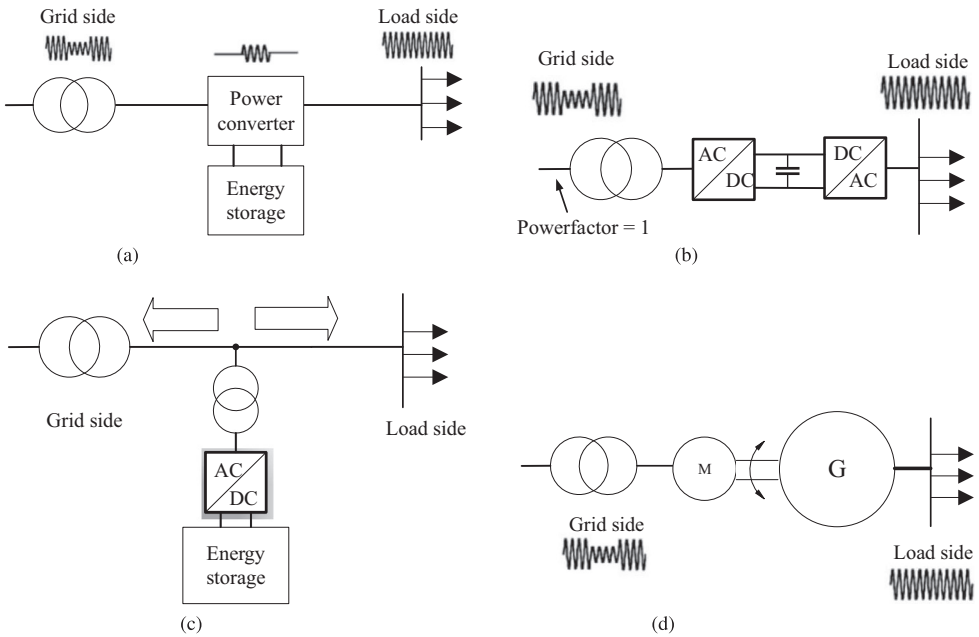 Grid side
Load side
Power
converter
Energy
storage
(a)
Grid side
Load side
AC
DC
DC
AC
Powerfactor = 1
(b)
Grid side
Load side
AC
DC
Energy
storage
(c)
M
G
Grid side
Load side
(d)